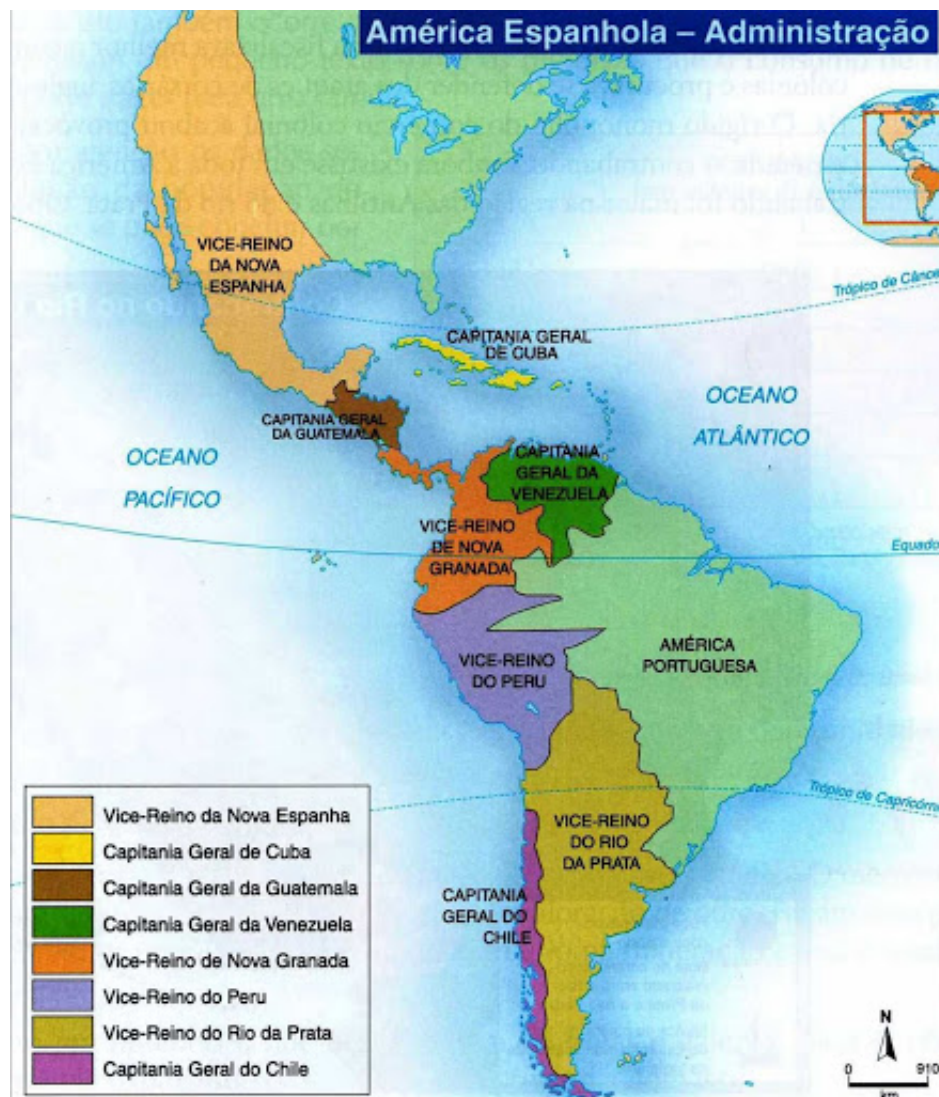 América Espanhola – Administração
Trópico de Cânce
VICE-REINO
DA NOVA
ESPANHA
CAPITANIA GERAL
DE CUBA
OCEANO
ATLÂNTICO
CAPITANIA GERAL
DA GUATEMALA
OCEANO
PACÍFICO
CAPITANIA
GERAL DA
VENEZUELA
VICE-REINO
DE NOVA
GRANADA
Equado
AMÉRICA
PORTUGUESA
VICE-REINO
DO PERU
Trópico de Capricórni
VICE-REINO
DO RIO
DA PRATA
CAPITANIA
GERAL DO
CHILE
Vice-Reino da Nova Espanha
Capitania Geral de Cuba
Capitania Geral da Guatemala
Capitania Geral da Venezuela
Vice-Reino de Nova Granada
Vice-Reino do Peru
Vice-Reino do Rio da Prata
Capitania Geral do Chile
N
0 910
km